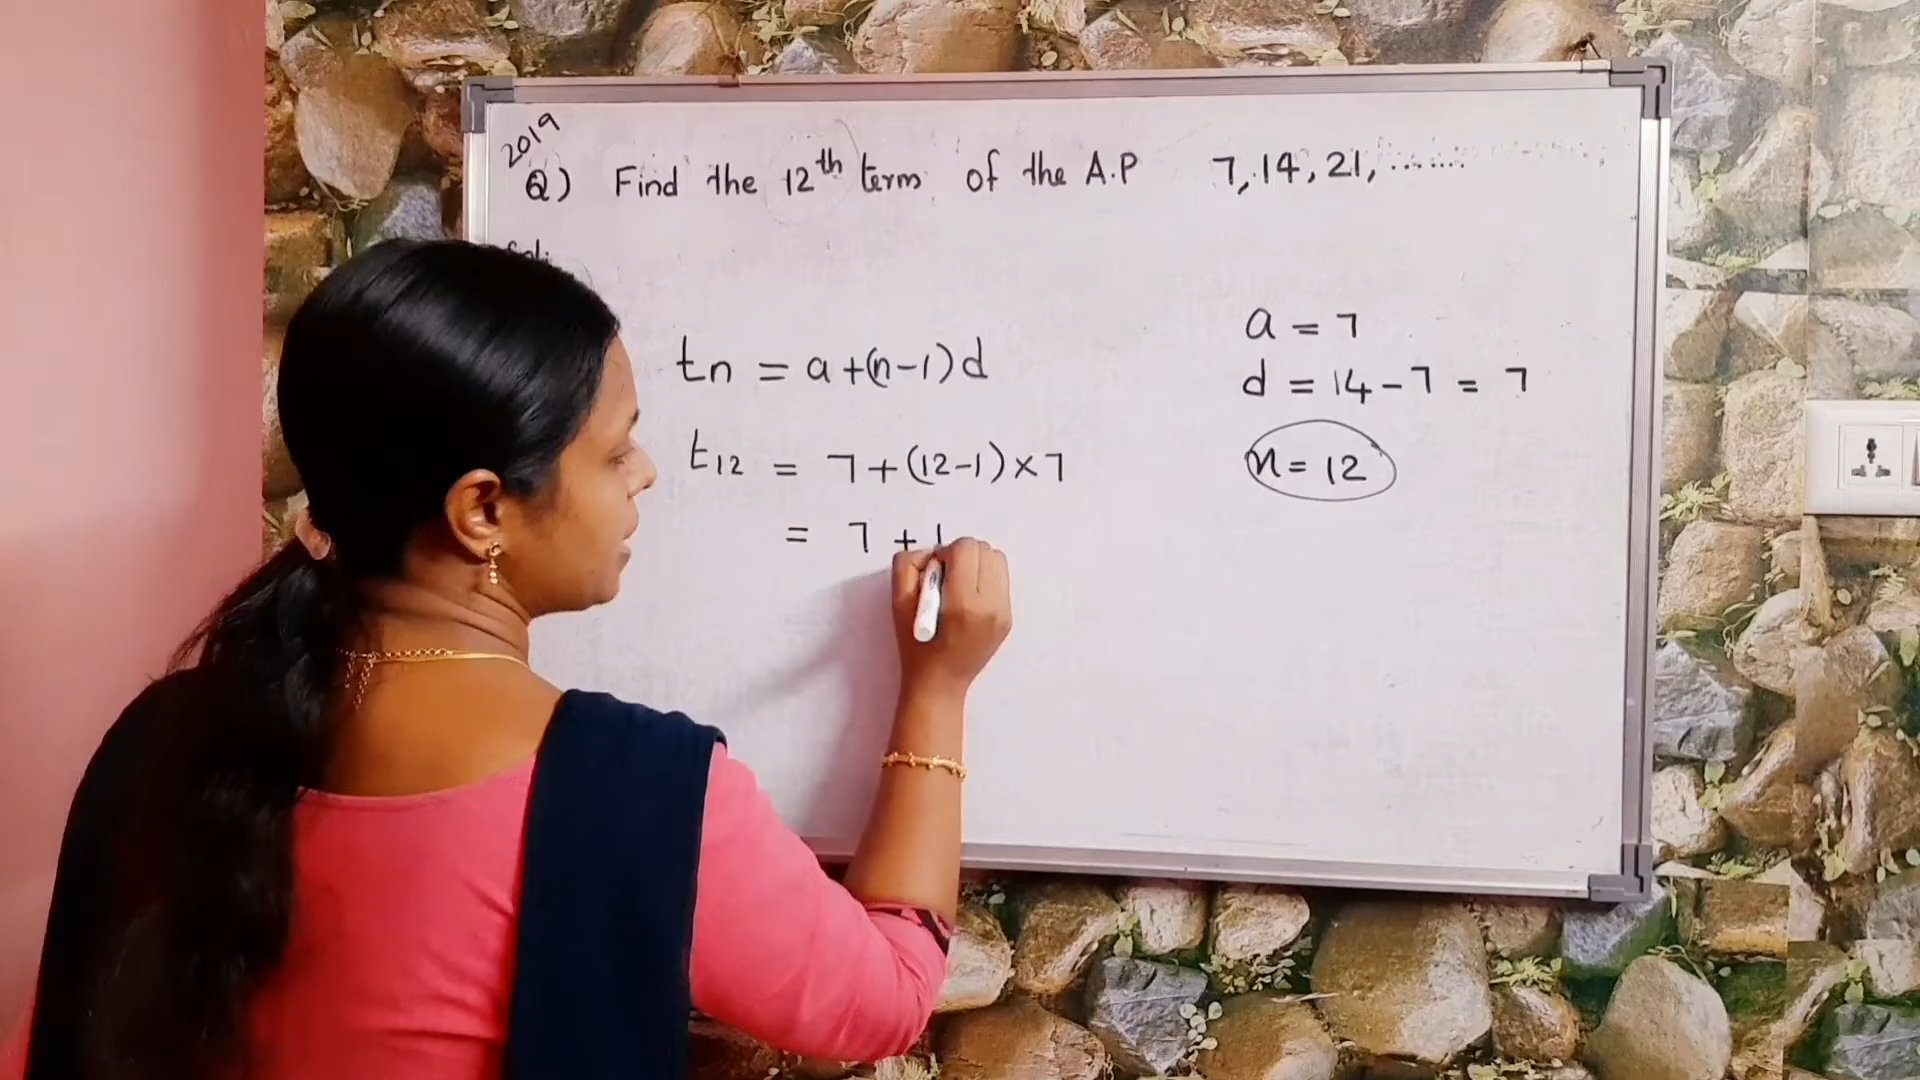 2019
Q) Find the 12th term of the A.P 7, 14, 21, .......
tn = a+(n-1)d
t12 = 7+(12-1)×7
= 7 + 1
a = 7
d = 14-7 = 7
n = 12